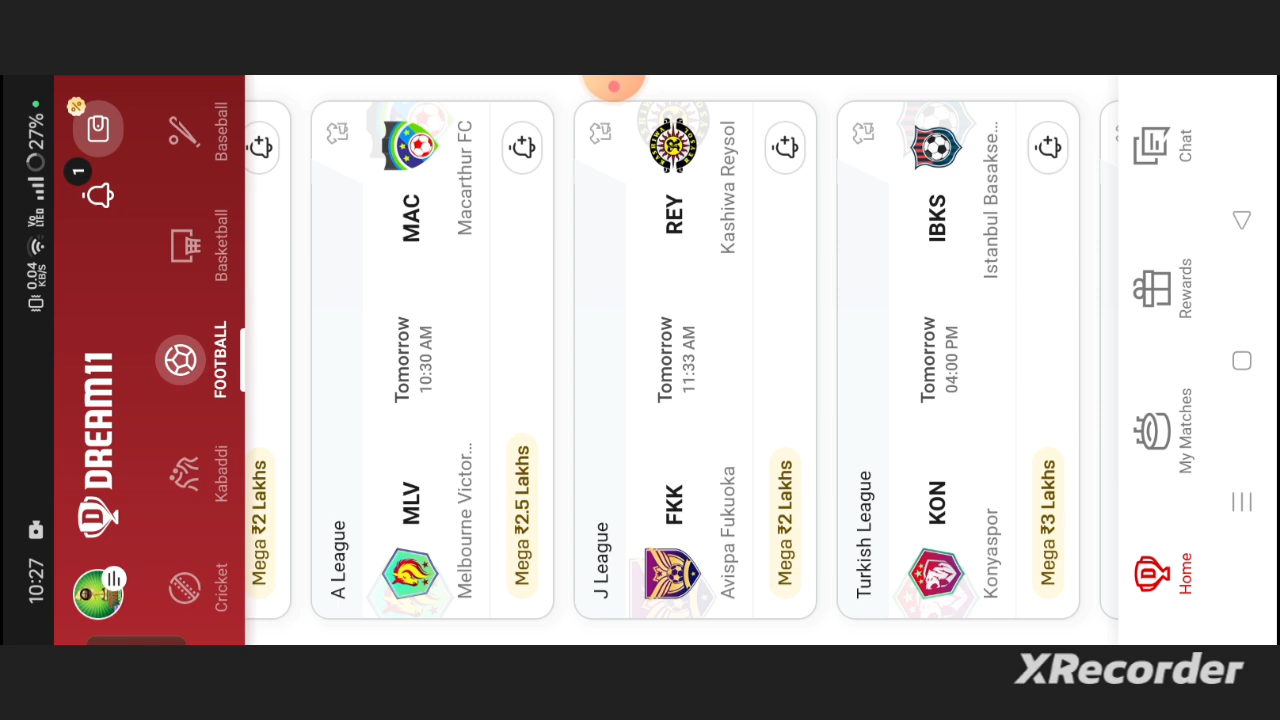 10:27
0.04 KB/S
Vo LTED
27%
DREAM11
1
%
Cricket
Kabaddi
FOOTBALL
Basketball
Baseball
Mega ₹2 Lakhs
A League
MLV
Tomorrow
MAC
10:30 AM
Melbourne Victor...
Macarthur FC
Mega ₹2.5 Lakhs
J League
FKK
Tomorrow
REY
11:33 AM
Avispa Fukuoka
Kashiwa Reysol
Mega ₹2 Lakhs
Turkish League
KON
Tomorrow
IBKS
04:00 PM
Konyaspor
Istanbul Basakse...
Mega ₹3 Lakhs
Home
My Matches
Rewards
Chat
XRecorder